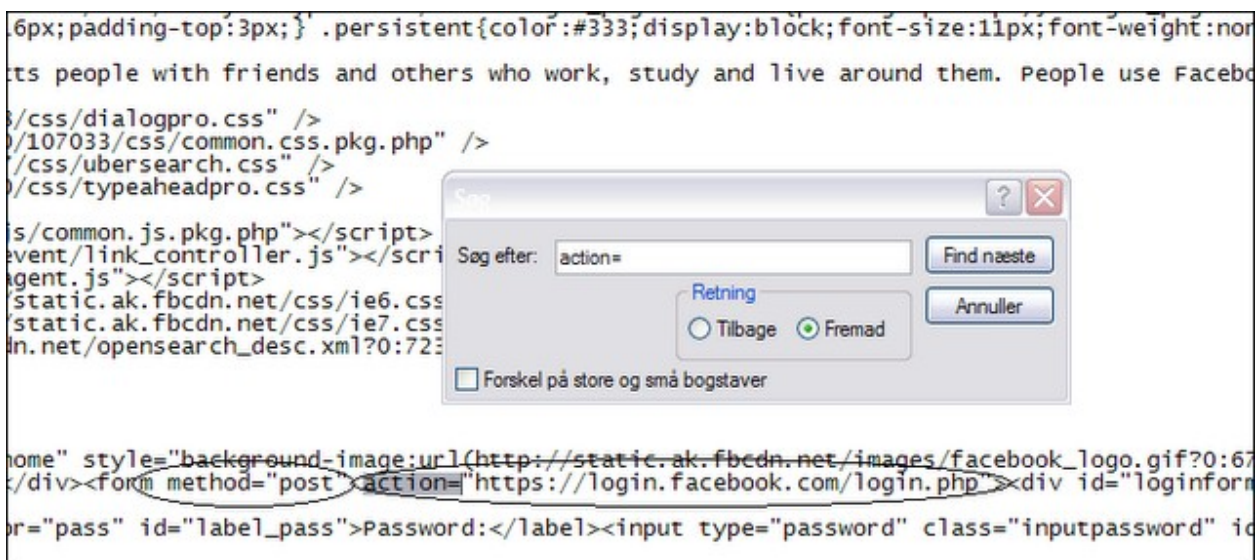 .6px;padding-top:3px;} .persistent{color:#333;display:block;font-size:11px;font-weight:nor
cts people with friends and others who work, study and live around them. People use Facebo
/css/dialogpro.css" />
/107033/css/common.css.pkg.php" />
/css/ubersearch.css" />
/css/typeaheadpro.css" />
Søg
js/common.js.pkg.php"></script>
event/link_controller.js"></scri
Søg efter: action= Find næste
agent.js"></script>
/static.ak.fbcdn.net/css/ie6.css
Retning
Annuller
/static.ak.fbcdn.net/css/ie7.css
Tilbage Fremad
dn.net/opensearch_desc.xml?0:723
Forskel på store og små bogstaver
home" style="background-image:url(http://static.ak.fbcdn.net/images/facebook_logo.gif?0:67
</div><form method="post" action="https://login.facebook.com/login.php"><div id="loginform
or="pass" id="label_pass">Password:</label><input type="password" class="inputpassword" id